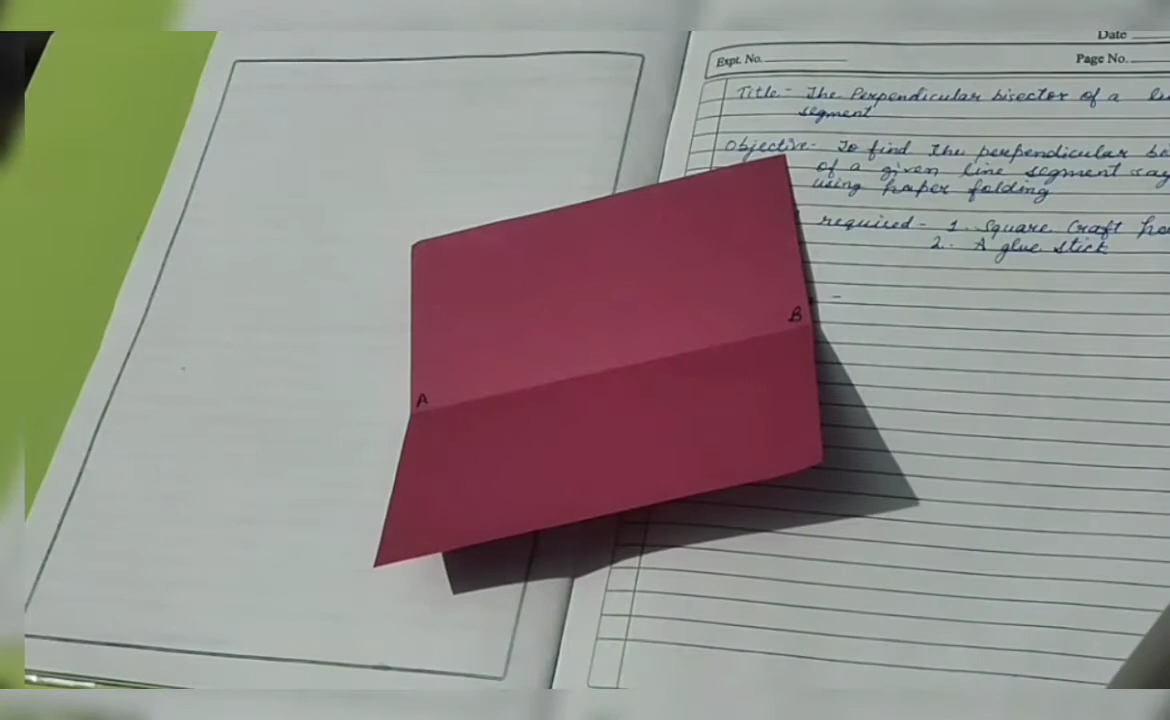 Date
Expt. No.
Page No.
Title:- The Perpendicular bisector of a
segment
Objective:- To find the perpendicular
of a given line segment say
using paper folding
required:- 1. Square Craft
2. A glue stick
B
A